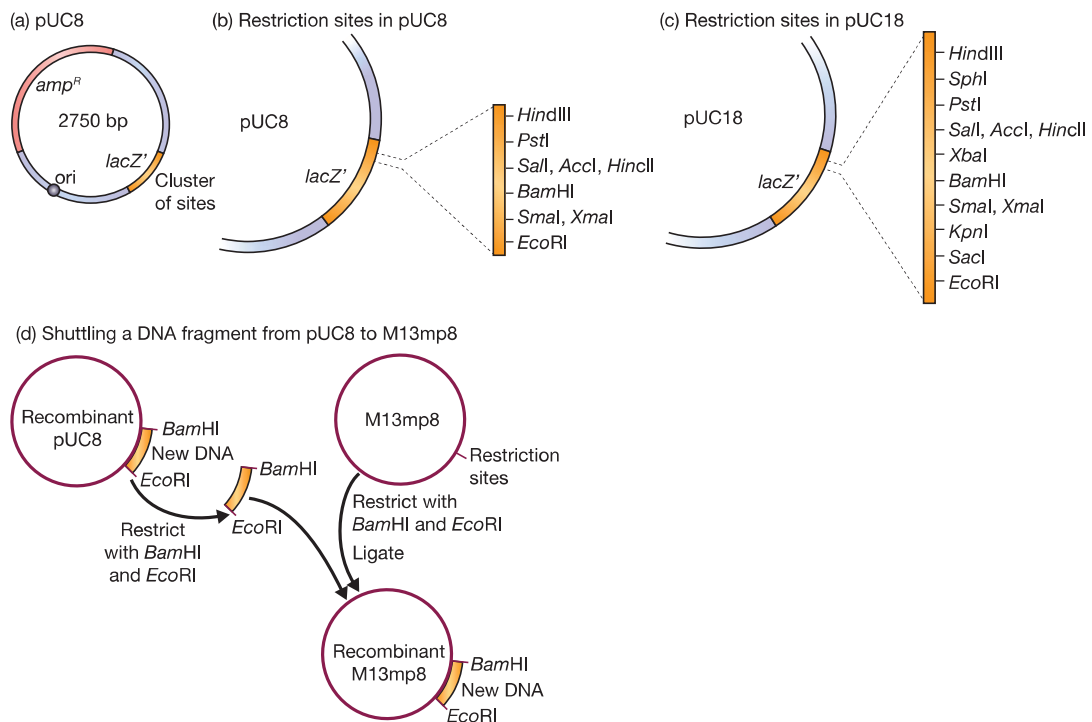 (a) pUC8
amp^R
2750 bp
lacZ'
ori
Cluster
of sites
(b) Restriction sites in pUC8
pUC8
lacZ'
HindIII
PstI
SalI, AccI, HincII
BamHI
SmaI, XmaI
EcoRI
(c) Restriction sites in pUC18
pUC18
lacZ'
HindIII
SphI
PstI
SalI, AccI, HincII
XbaI
BamHI
SmaI, XmaI
KpnI
SacI
EcoRI
(d) Shuttling a DNA fragment from pUC8 to M13mp8
Recombinant
pUC8
BamHI
New DNA
EcoRI
Restrict
with BamHI
and EcoRI
BamHI
EcoRI
M13mp8
Restriction
sites
Restrict with
BamHI and EcoRI
Ligate
Recombinant
M13mp8
BamHI
New DNA
EcoRI